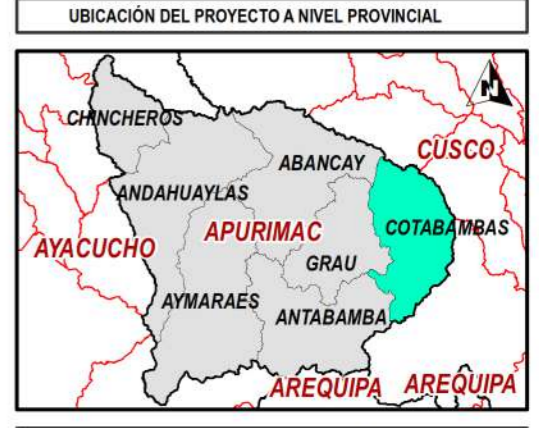 UBICACIÓN DEL PROYECTO A NIVEL PROVINCIAL
N
CHINCHEROS
CUSCO
ABANCAY
ANDAHUAYLAS
COTABAMBAS
APURIMAC
AYACUCHO
GRAU
AYMARAES
ANTABAMBA
AREQUIPA AREQUIPA